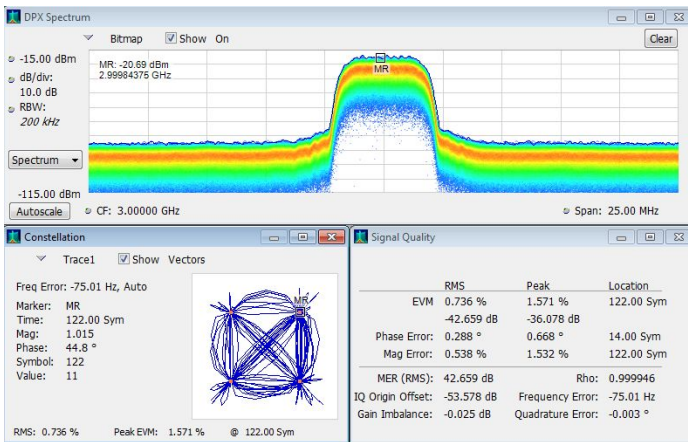 DPX Spectrum
Bitmap Show On Clear
-15.00 dBm
dB/div:
10.0 dB
RBW:
200 kHz
MR: -20.69 dBm
2.99984375 GHz
MR
Spectrum
-115.00 dBm
Autoscale CF: 3.00000 GHz Span: 25.00 MHz
Constellation
Trace1 Show Vectors
Freq Error: -75.01 Hz, Auto
Marker: MR
Time: 122.00 Sym
Mag: 1.015
Phase: 44.8 °
Symbol: 122
Value: 11
MR
RMS: 0.736 % Peak EVM: 1.571 % @ 122.00 Sym
Signal Quality
RMS Peak Location
EVM 0.736 % 1.571 % 122.00 Sym
-42.659 dB -36.078 dB
Phase Error: 0.288 ° 0.668 ° 14.00 Sym
Mag Error: 0.538 % 1.532 % 122.00 Sym
MER (RMS): 42.659 dB Rho: 0.999946
IQ Origin Offset: -53.578 dB Frequency Error: -75.01 Hz
Gain Imbalance: -0.025 dB Quadrature Error: -0.003 °